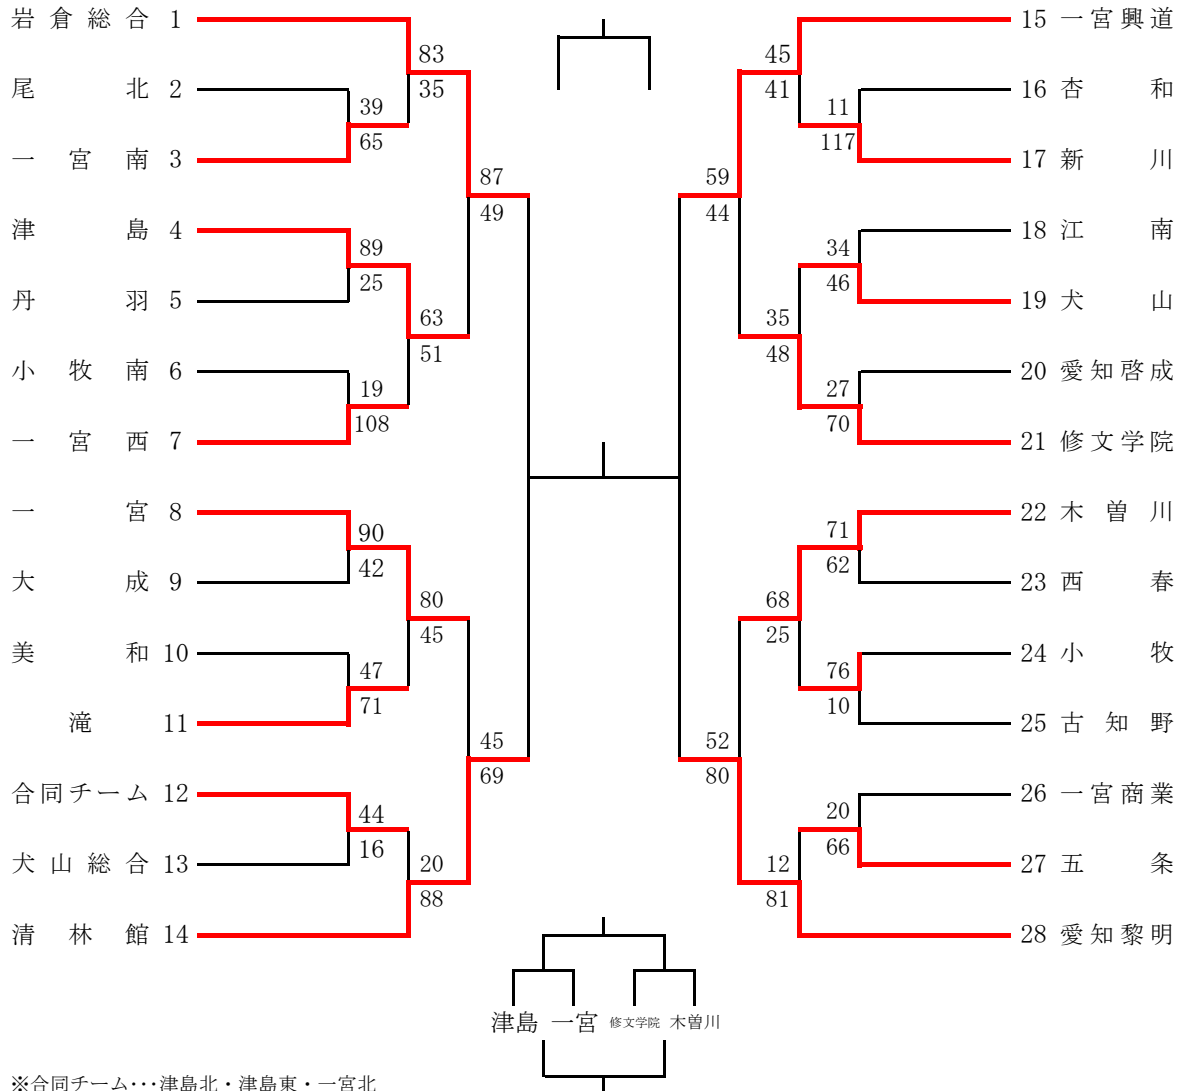 岩倉総合 1
83
35
尾北 2
39
65
一宮南 3
87
49
津島 4
89
25
丹羽 5
63
51
小牧南 6
19
108
一宮西 7
一宮 8
90
42
大成 9
80
45
美和 10
47
71
滝 11
45
69
合同チーム 12
44
16
犬山総合 13
20
88
清林館 14
15 一宮興道
45
41
16 杏和
11
117
17 新川
59
44
18 江南
34
46
19 犬山
35
48
20 愛知啓成
27
70
21 修文学院
22 木曽川
71
62
23 西春
68
25
24 小牧
76
10
25 古知野
52
80
26 一宮商業
20
66
27 五条
12
81
28 愛知黎明
津島 一宮 修文学院 木曽川
※合同チーム･･･津島北・津島東・一宮北